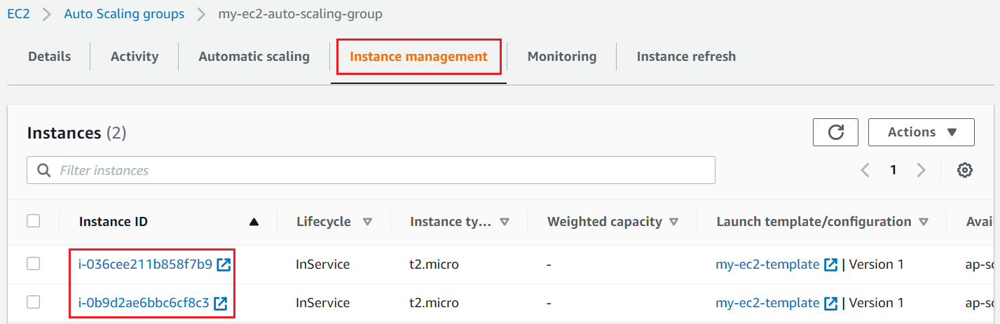 EC2 > Auto Scaling groups > my-ec2-auto-scaling-group
Details Activity Automatic scaling Instance management Monitoring Instance refresh
Instances (2) Actions
Filter instances 1
Instance ID Lifecycle Instance ty... Weighted capacity Launch template/configuration Avai
i-036cee211b858f7b9 InService t2.micro - my-ec2-template | Version 1 ap-so
i-0b9d2ae6bbc6cf8c3 InService t2.micro - my-ec2-template | Version 1 ap-so